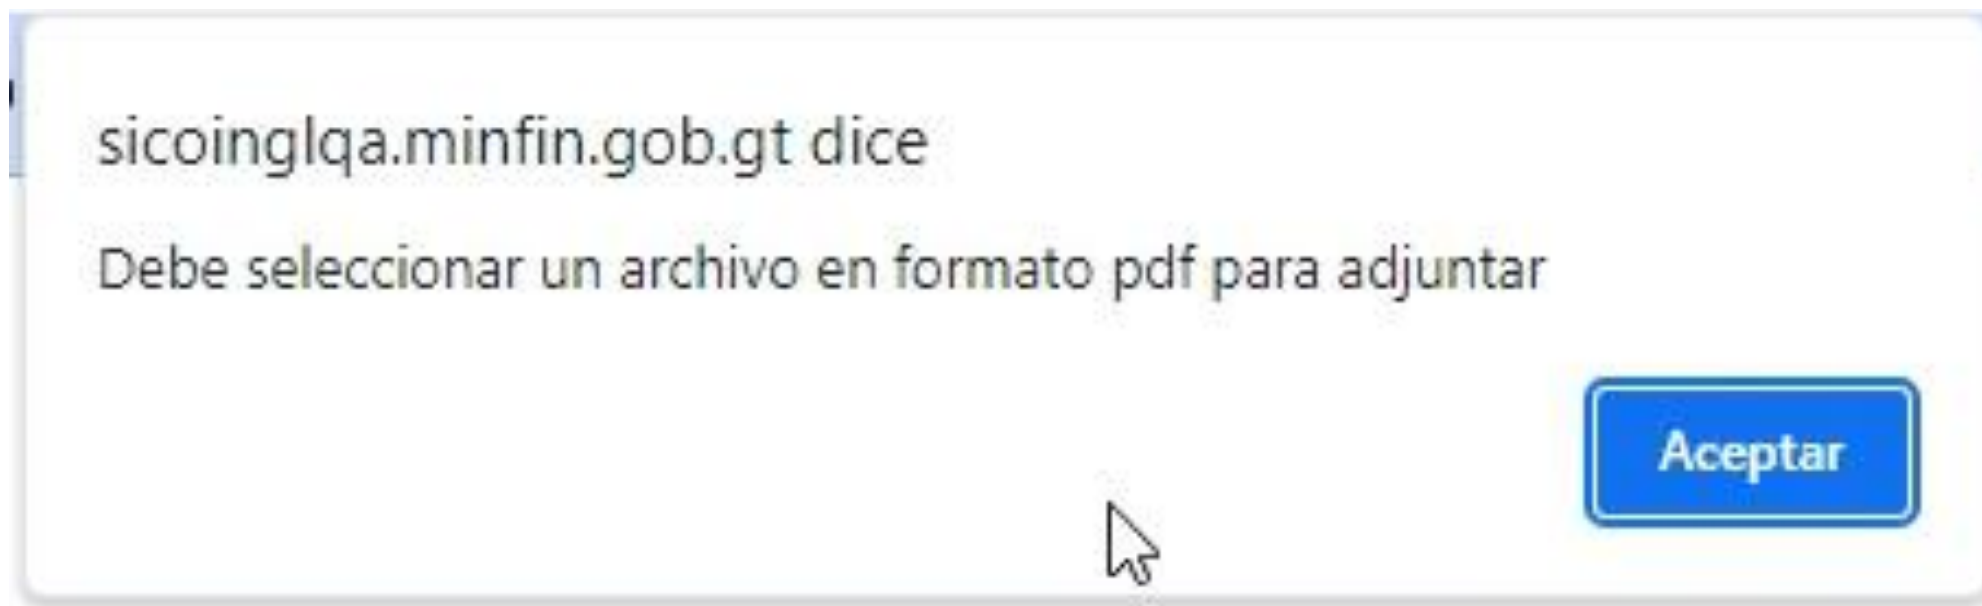 sicoinglqa.minfin.gob.gt dice
Debe seleccionar un archivo en formato pdf para adjuntar
Aceptar